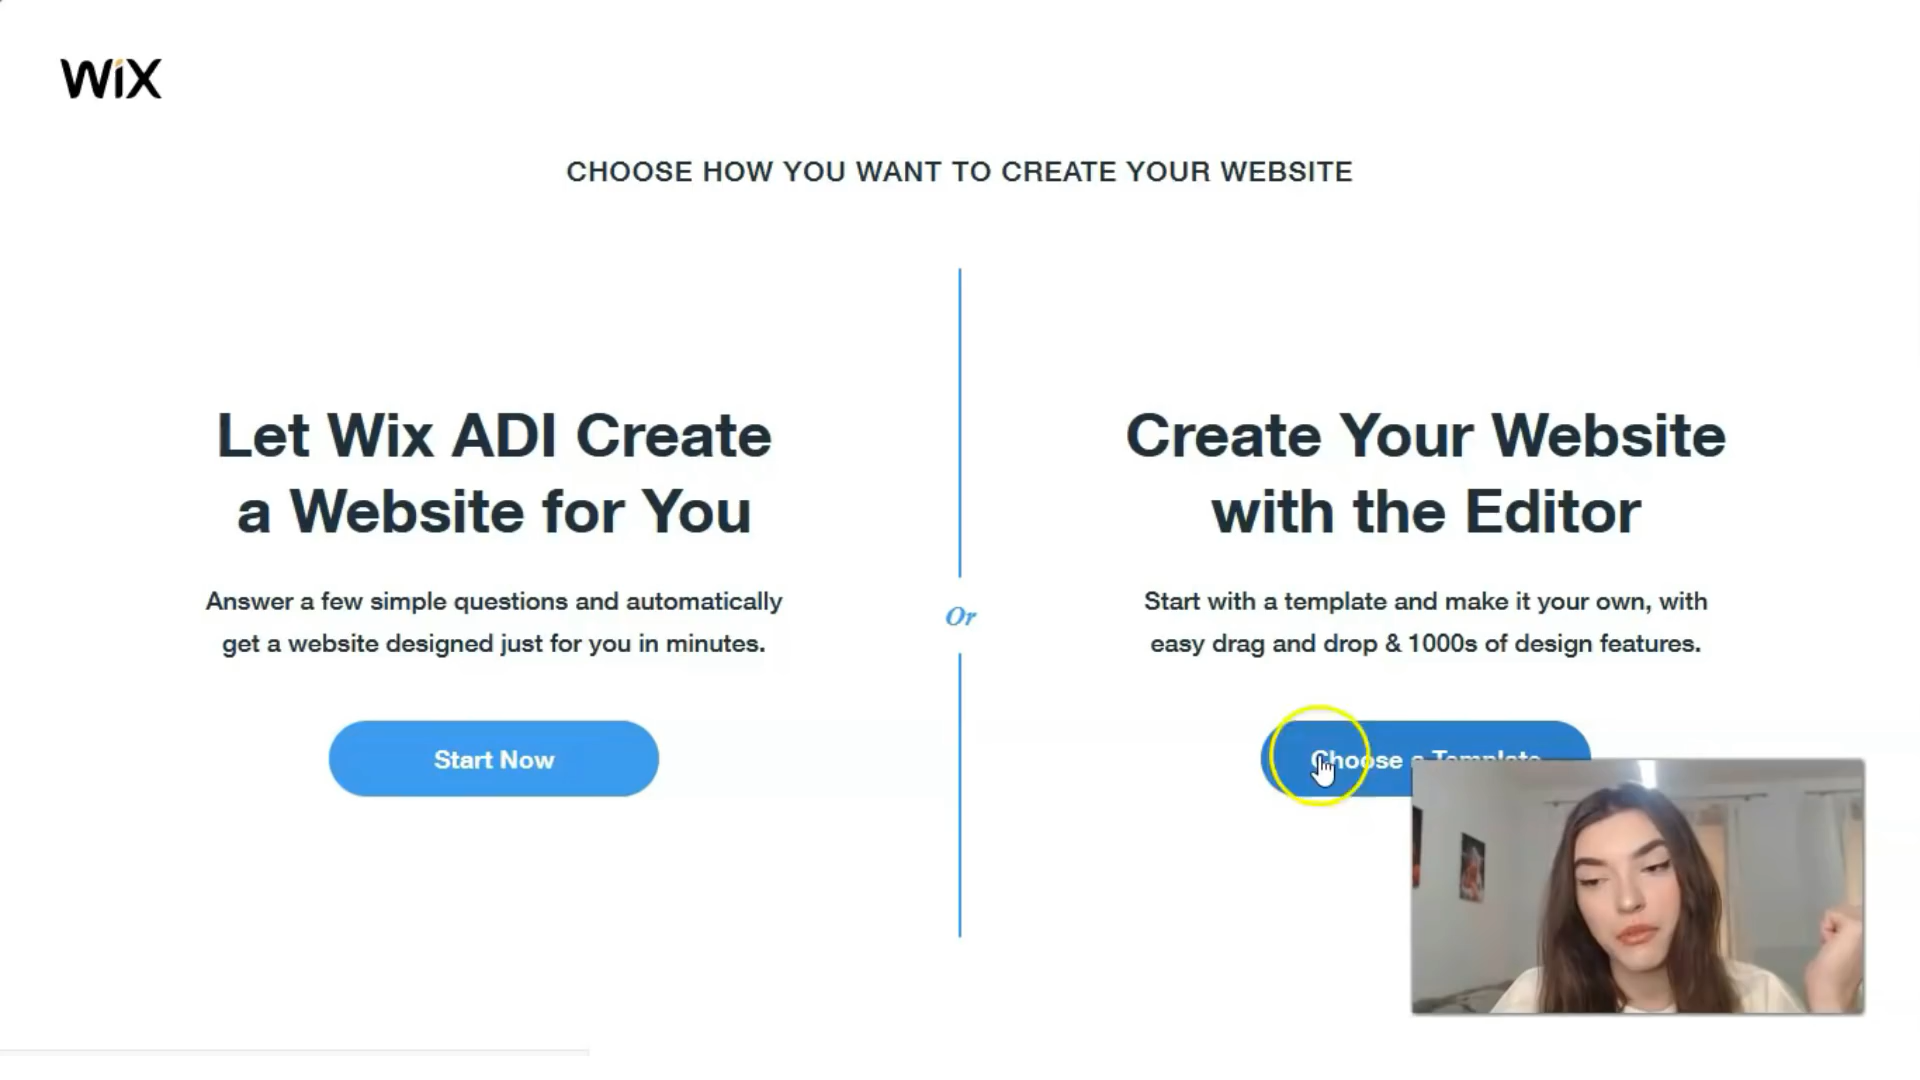 WiX
CHOOSE HOW YOU WANT TO CREATE YOUR WEBSITE
Let Wix ADI Create
a Website for You
Answer a few simple questions and automatically
get a website designed just for you in minutes.
Start Now
Or
Create Your Website
with the Editor
Start with a template and make it your own, with
easy drag and drop & 1000s of design features.
Choose a Template